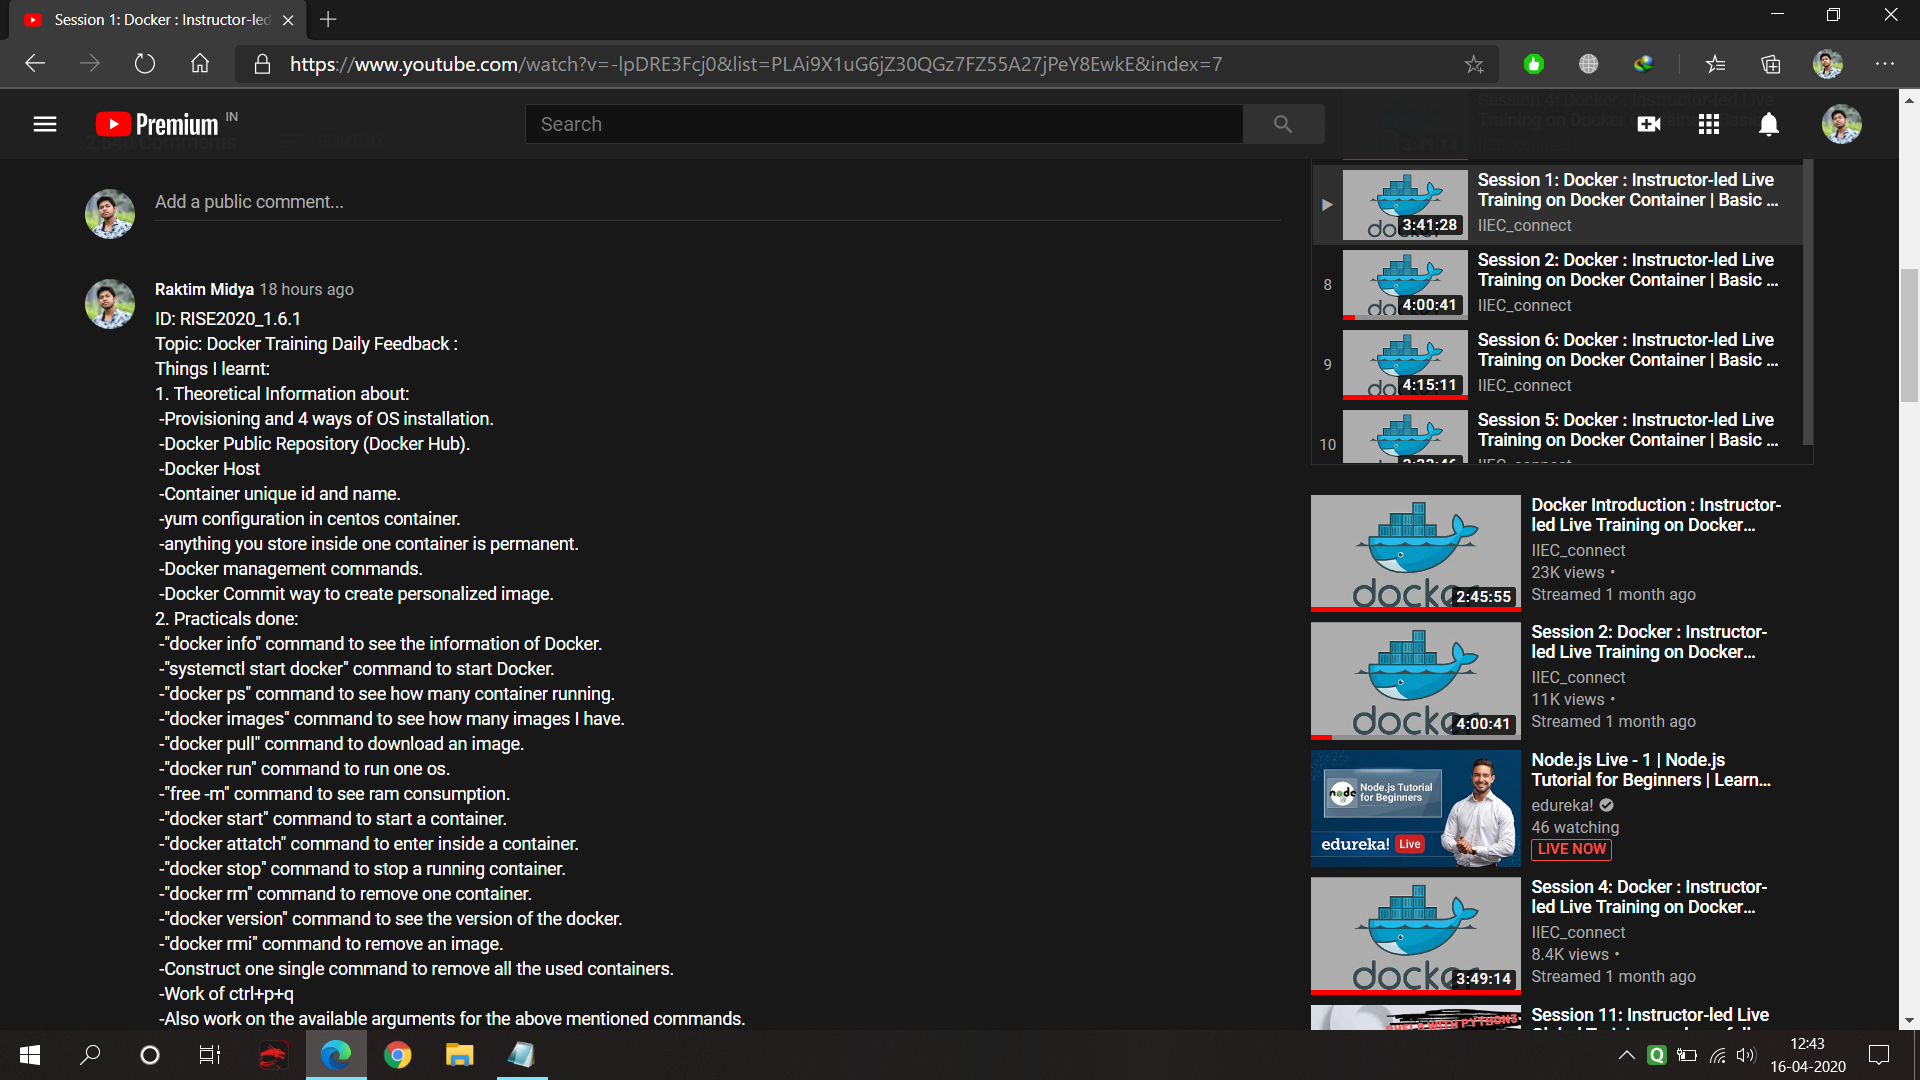 Session 1: Docker : Instructor-led
https://www.youtube.com/watch?v=-lpDRE3Fcj0&list=PLAi9X1uG6jZ30QGz7FZ55A27jPeY8EwkE&index=7
Premium IN
Search
Add a public comment...
Raktim Midya 18 hours ago
ID: RISE2020_1.6.1
Topic: Docker Training Daily Feedback :
Things I learnt:
1. Theoretical Information about:
-Provisioning and 4 ways of OS installation.
-Docker Public Repository (Docker Hub).
-Docker Host
-Container unique id and name.
-yum configuration in centos container.
-anything you store inside one container is permanent.
-Docker management commands.
-Docker Commit way to create personalized image.
2. Practicals done:
-"docker info" command to see the information of Docker.
-"systemctl start docker" command to start Docker.
-"docker ps" command to see how many container running.
-"docker images" command to see how many images I have.
-"docker pull" command to download an image.
-"docker run" command to run one os.
-"free -m" command to see ram consumption.
-"docker start" command to start a container.
-"docker attatch" command to enter inside a container.
-"docker stop" command to stop a running container.
-"docker rm" command to remove one container.
-"docker version" command to see the version of the docker.
-"docker rmi" command to remove an image.
-Construct one single command to remove all the used containers.
-Work of ctrl+p+q
-Also work on the available arguments for the above mentioned commands.
3:41:28
Session 1: Docker : Instructor-led Live
Training on Docker Container | Basic ...
IIEC_connect
8
4:00:41
Session 2: Docker : Instructor-led Live
Training on Docker Container | Basic ...
IIEC_connect
9
4:15:11
Session 6: Docker : Instructor-led Live
Training on Docker Container | Basic ...
IIEC_connect
10
Session 5: Docker : Instructor-led Live
Training on Docker Container | Basic ...
docker 2:45:55
Docker Introduction : Instructor-
led Live Training on Docker...
IIEC_connect
23K views •
Streamed 1 month ago
docker 4:00:41
Session 2: Docker : Instructor-
led Live Training on Docker...
IIEC_connect
11K views •
Streamed 1 month ago
node
Node.js Tutorial
for Beginners
edureka! Live
Node.js Live - 1 | Node.js
Tutorial for Beginners | Learn...
edureka!
46 watching
LIVE NOW
docker 3:49:14
Session 4: Docker : Instructor-
led Live Training on Docker...
IIEC_connect
8.4K views •
Streamed 1 month ago
Session 11: Instructor-led Live
12:43
16-04-2020